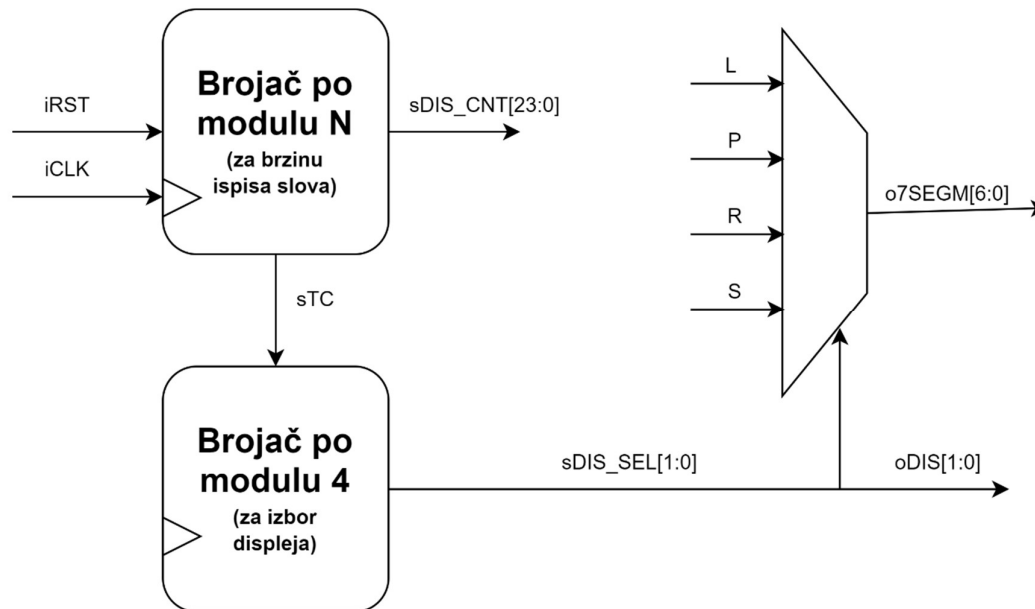 iRST
iCLK
Brojač po
modulu N
(za brzinu
ispisa slova)
sDIS_CNT[23:0]
sTC
Brojač po
modulu 4
(za izbor
displeja)
sDIS_SEL[1:0]
oDIS[1:0]
L
P
R
S
o7SEGM[6:0]